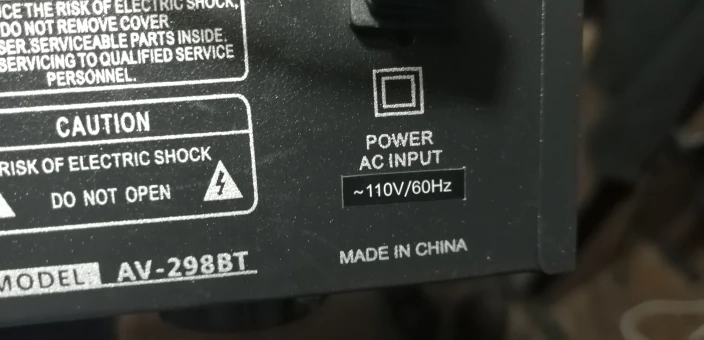 CE THE RISK OF ELECTRIC SHOCK,
DO NOT REMOVE COVER
SER.SERVICEABLE PARTS INSIDE.
SERVICING TO QUALIFIED SERVICE
PERSONNEL.
CAUTION
RISK OF ELECTRIC SHOCK
DO NOT OPEN
MODEL AV-298BT
POWER
AC INPUT
~110V/60Hz
MADE IN CHINA